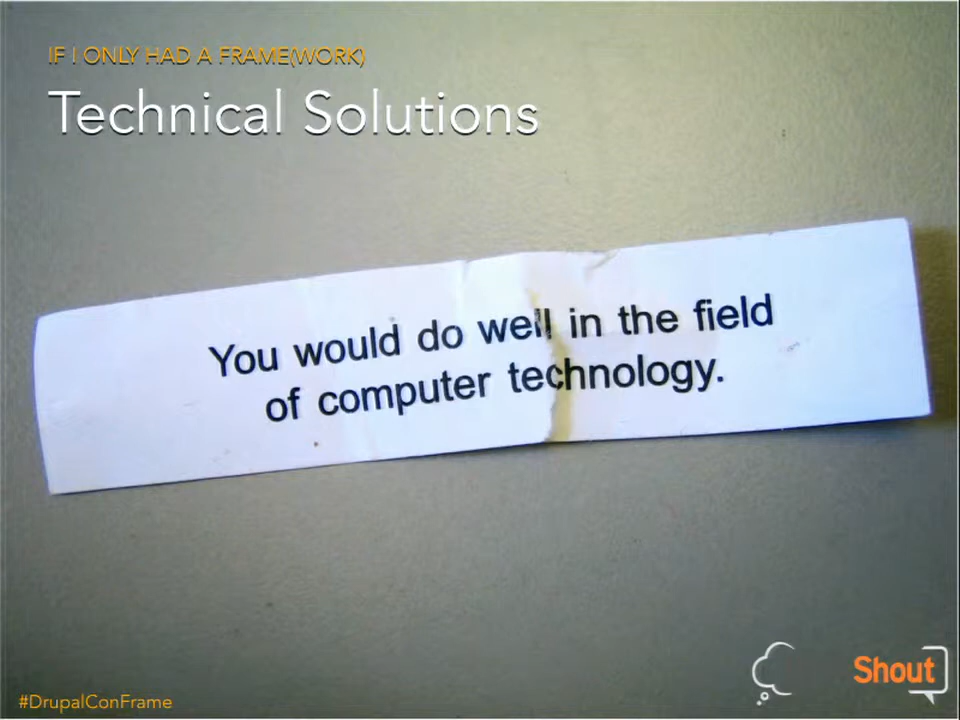 IF I ONLY HAD A FRAME(WORK)
Technical Solutions
You would do well in the field
of computer technology.
#DrupalConFrame
Shout